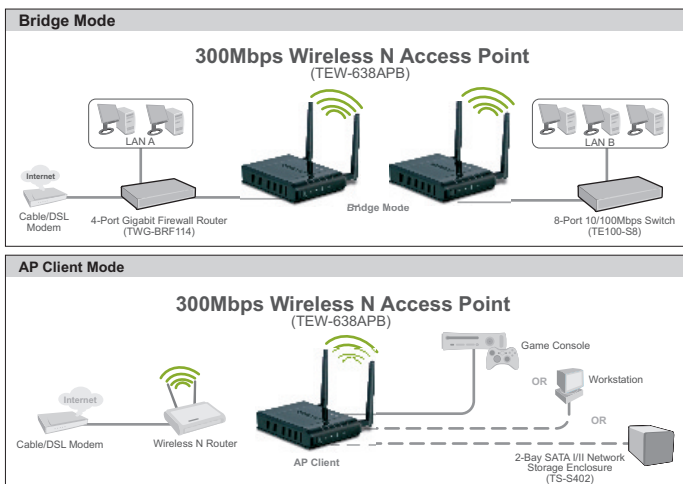 Bridge Mode
300Mbps Wireless N Access Point
(TEW-638APB)
LAN A
LAN B
Internet
Cable/DSL
Modem
4-Port Gigabit Firewall Router
(TWG-BRF114)
Bridge Mode
8-Port 10/100Mbps Switch
(TE100-S8)
AP Client Mode
300Mbps Wireless N Access Point
(TEW-638APB)
Game Console
OR
Workstation
Internet
OR
Cable/DSL Modem
Wireless N Router
AP Client
2-Bay SATA I/II Network
Storage Enclosure
(TS-S402)